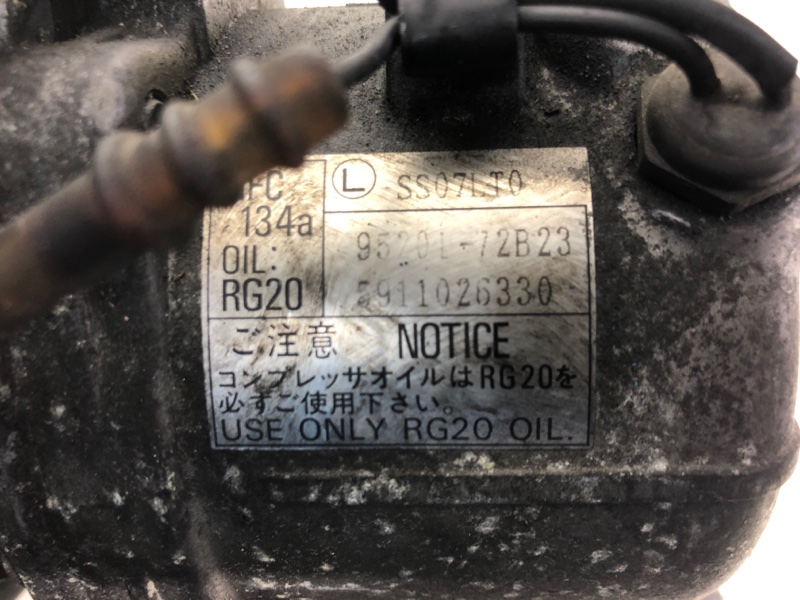 FC
134a
OIL:
RG20
L SS07LT0
95201-72B23
5911026330
ご注意 NOTICE
コンプレッサオイルはRG20を
必ずご使用下さい。
USE ONLY RG20 OIL.